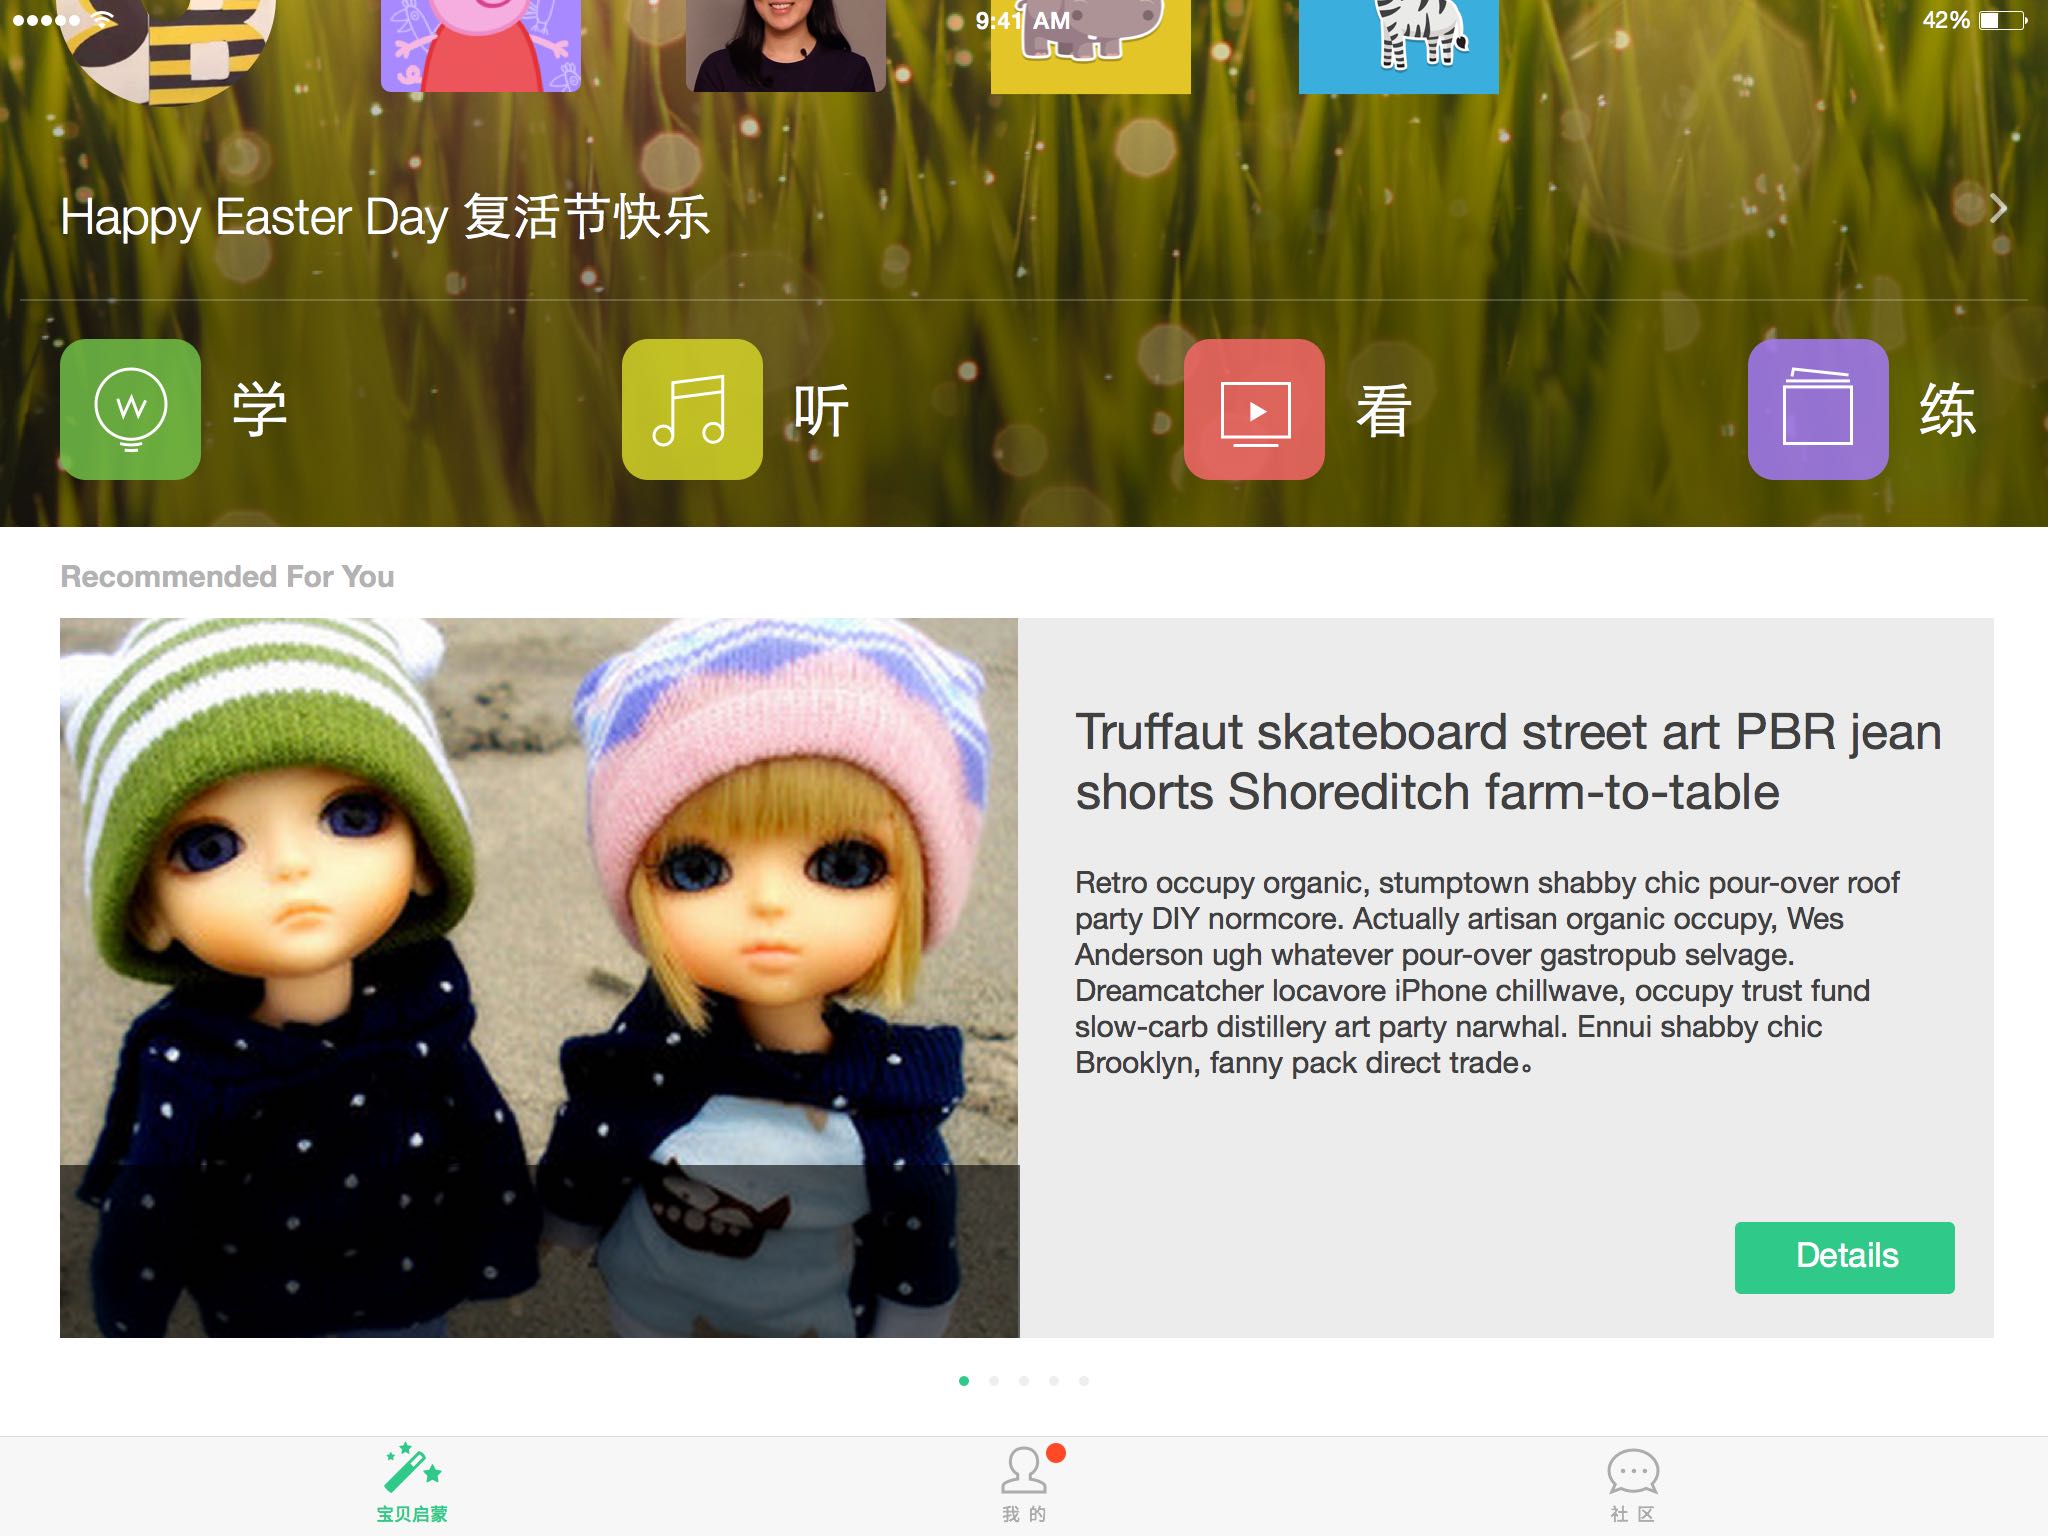 9:41 AM
42%
Happy Easter Day 复活节快乐
学
听
看
练
Recommended For You
Truffaut skateboard street art PBR jean
shorts Shoreditch farm-to-table
Retro occupy organic, stumptown shabby chic pour-over roof
party DIY normcore. Actually artisan organic occupy, Wes
Anderson ugh whatever pour-over gastropub selvage.
Dreamcatcher locavore iPhone chillwave, occupy trust fund
slow-carb distillery art party narwhal. Ennui shabby chic
Brooklyn, fanny pack direct trade。
Details
宝贝启蒙
我 的
社 区